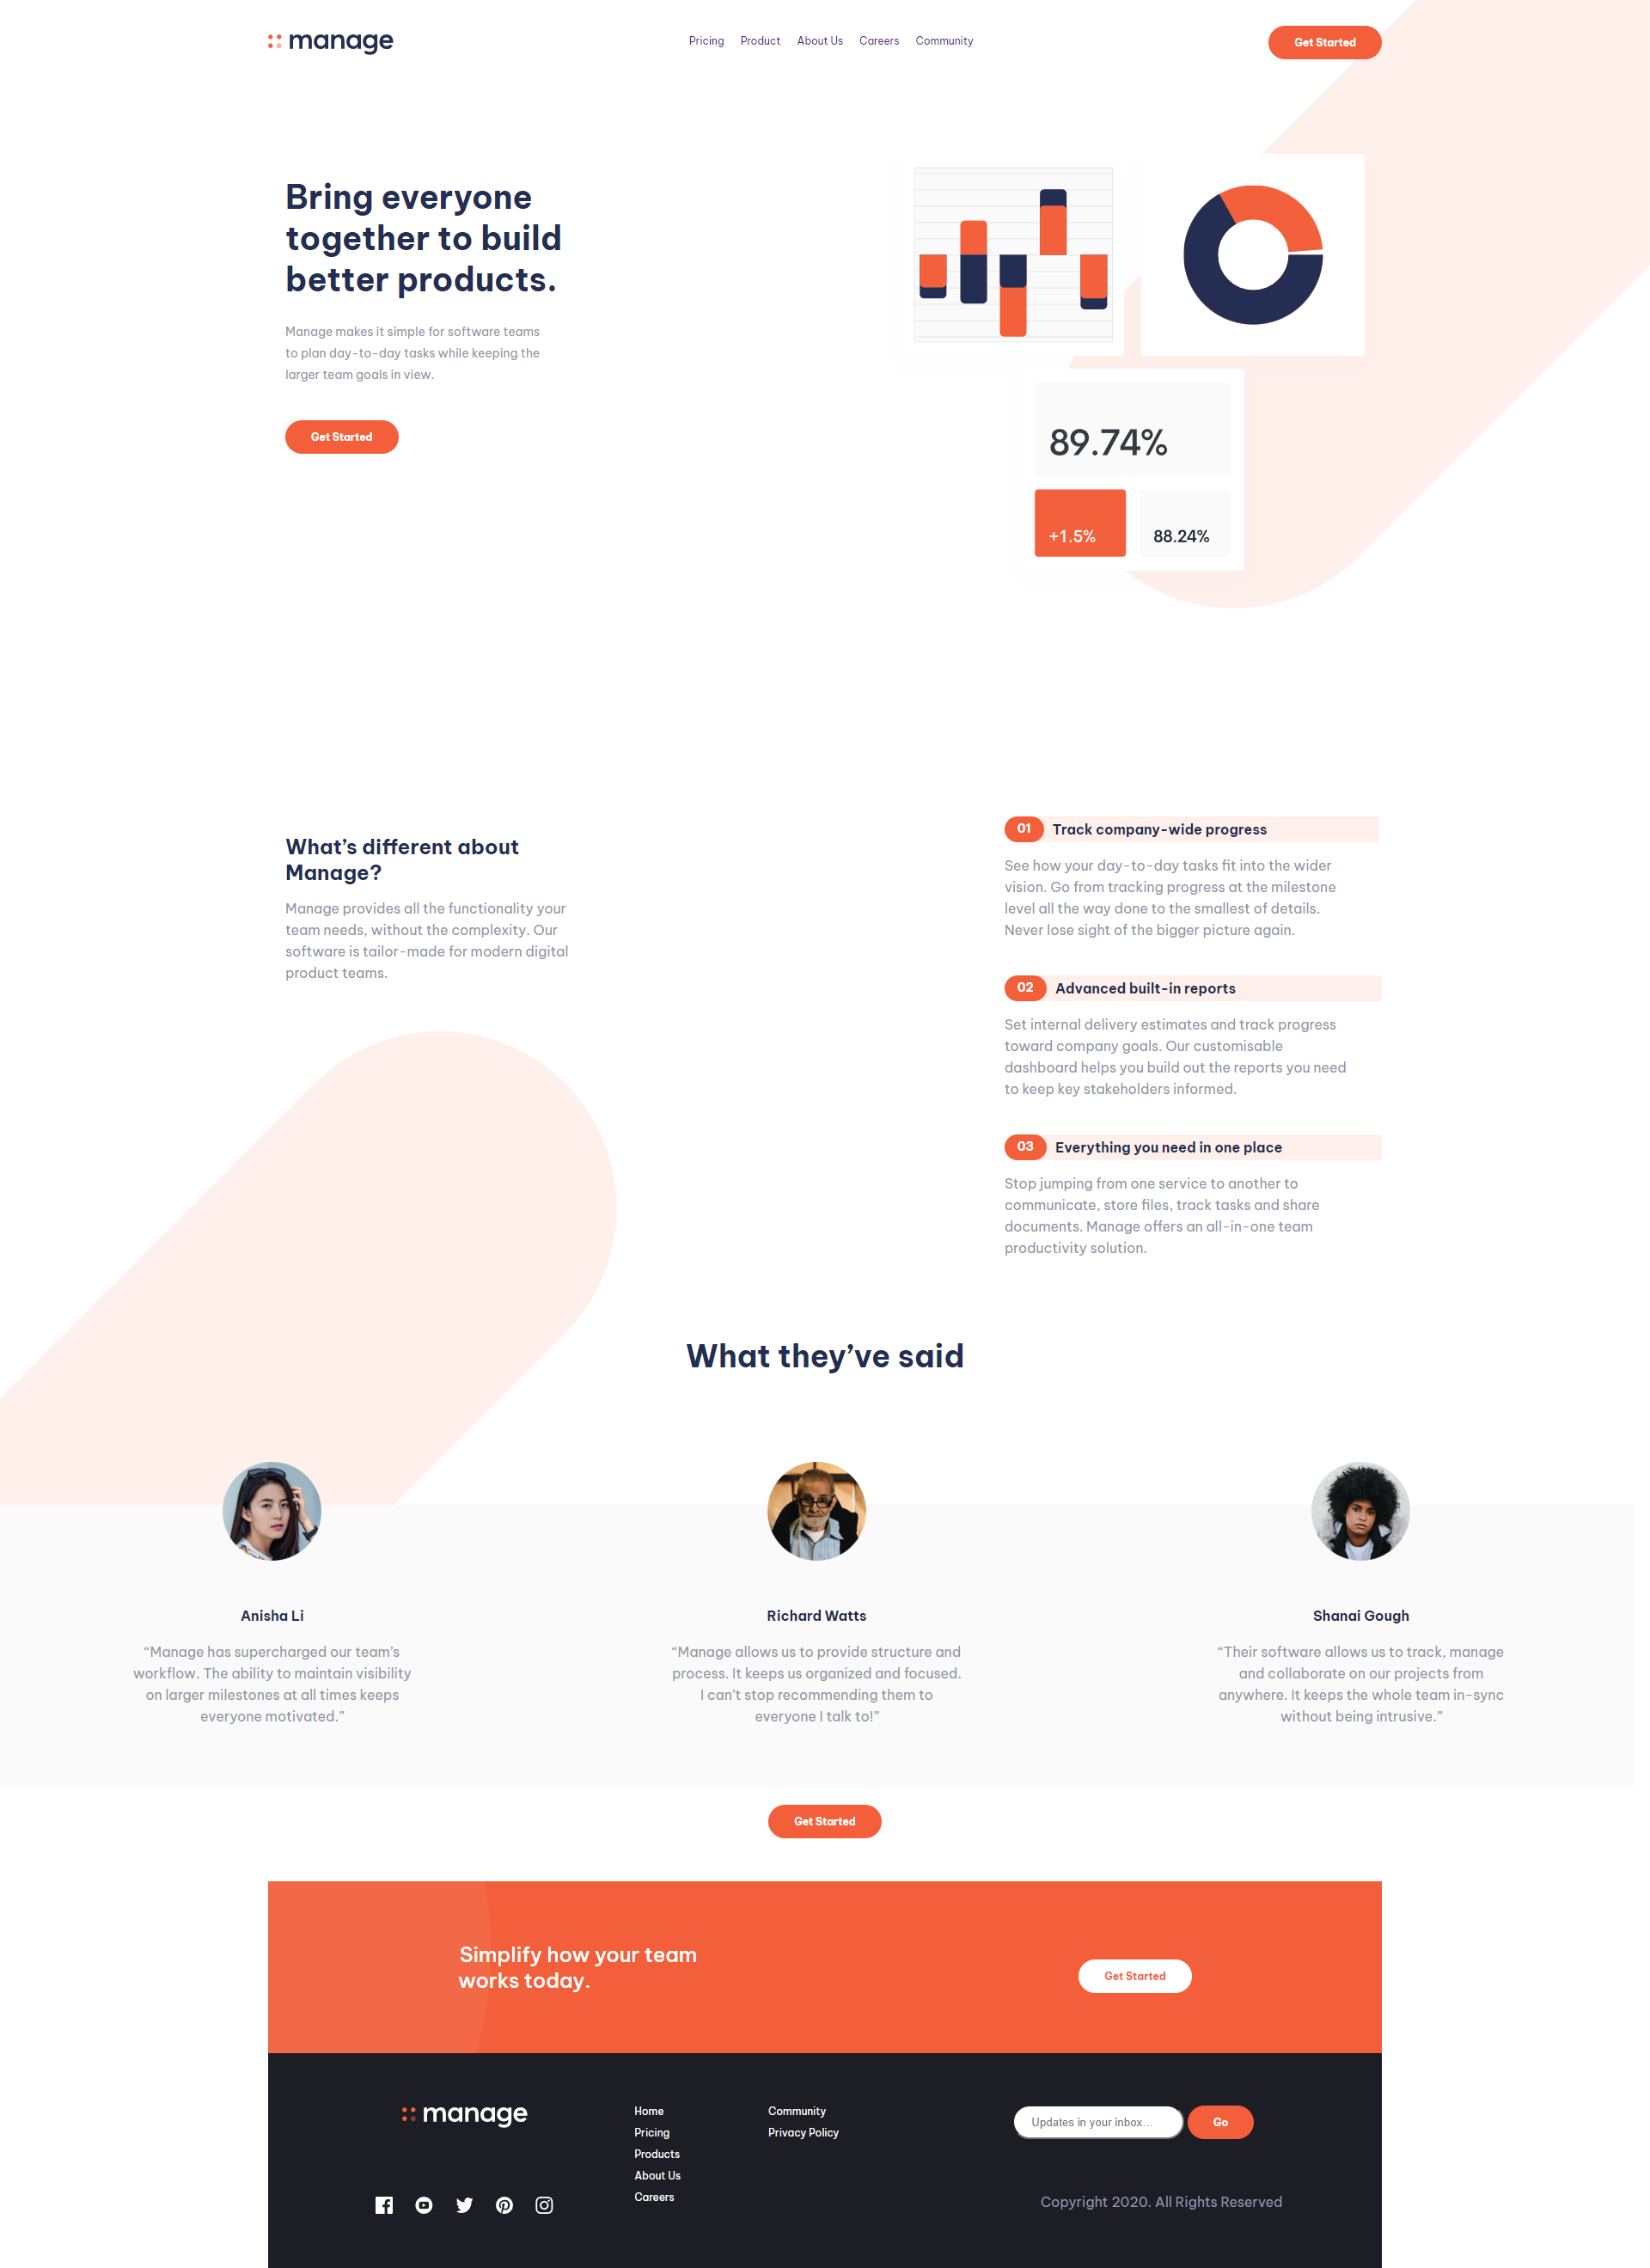 manage
Pricing Product About Us Careers Community
Get Started
Bring everyone
together to build
better products.
Manage makes it simple for software teams
to plan day-to-day tasks while keeping the
larger team goals in view.
Get Started
89.74%
+1.5%
88.24%
What’s different about
Manage?
Manage provides all the functionality your
team needs, without the complexity. Our
software is tailor-made for modern digital
product teams.
01 Track company-wide progress
See how your day-to-day tasks fit into the wider
vision. Go from tracking progress at the milestone
level all the way done to the smallest of details.
Never lose sight of the bigger picture again.
02 Advanced built-in reports
Set internal delivery estimates and track progress
toward company goals. Our customisable
dashboard helps you build out the reports you need
to keep key stakeholders informed.
03 Everything you need in one place
Stop jumping from one service to another to
communicate, store files, track tasks and share
documents. Manage offers an all-in-one team
productivity solution.
What they’ve said
Anisha Li
“Manage has supercharged our team’s
workflow. The ability to maintain visibility
on larger milestones at all times keeps
everyone motivated.”
Richard Watts
“Manage allows us to provide structure and
process. It keeps us organized and focused.
I can’t stop recommending them to
everyone I talk to!”
Shanai Gough
“Their software allows us to track, manage
and collaborate on our projects from
anywhere. It keeps the whole team in-sync
without being intrusive.”
Get Started
Simplify how your team
works today.
Get Started
manage
Home
Pricing
Products
About Us
Careers
Community
Privacy Policy
Updates in your inbox...
Go
Copyright 2020. All Rights Reserved